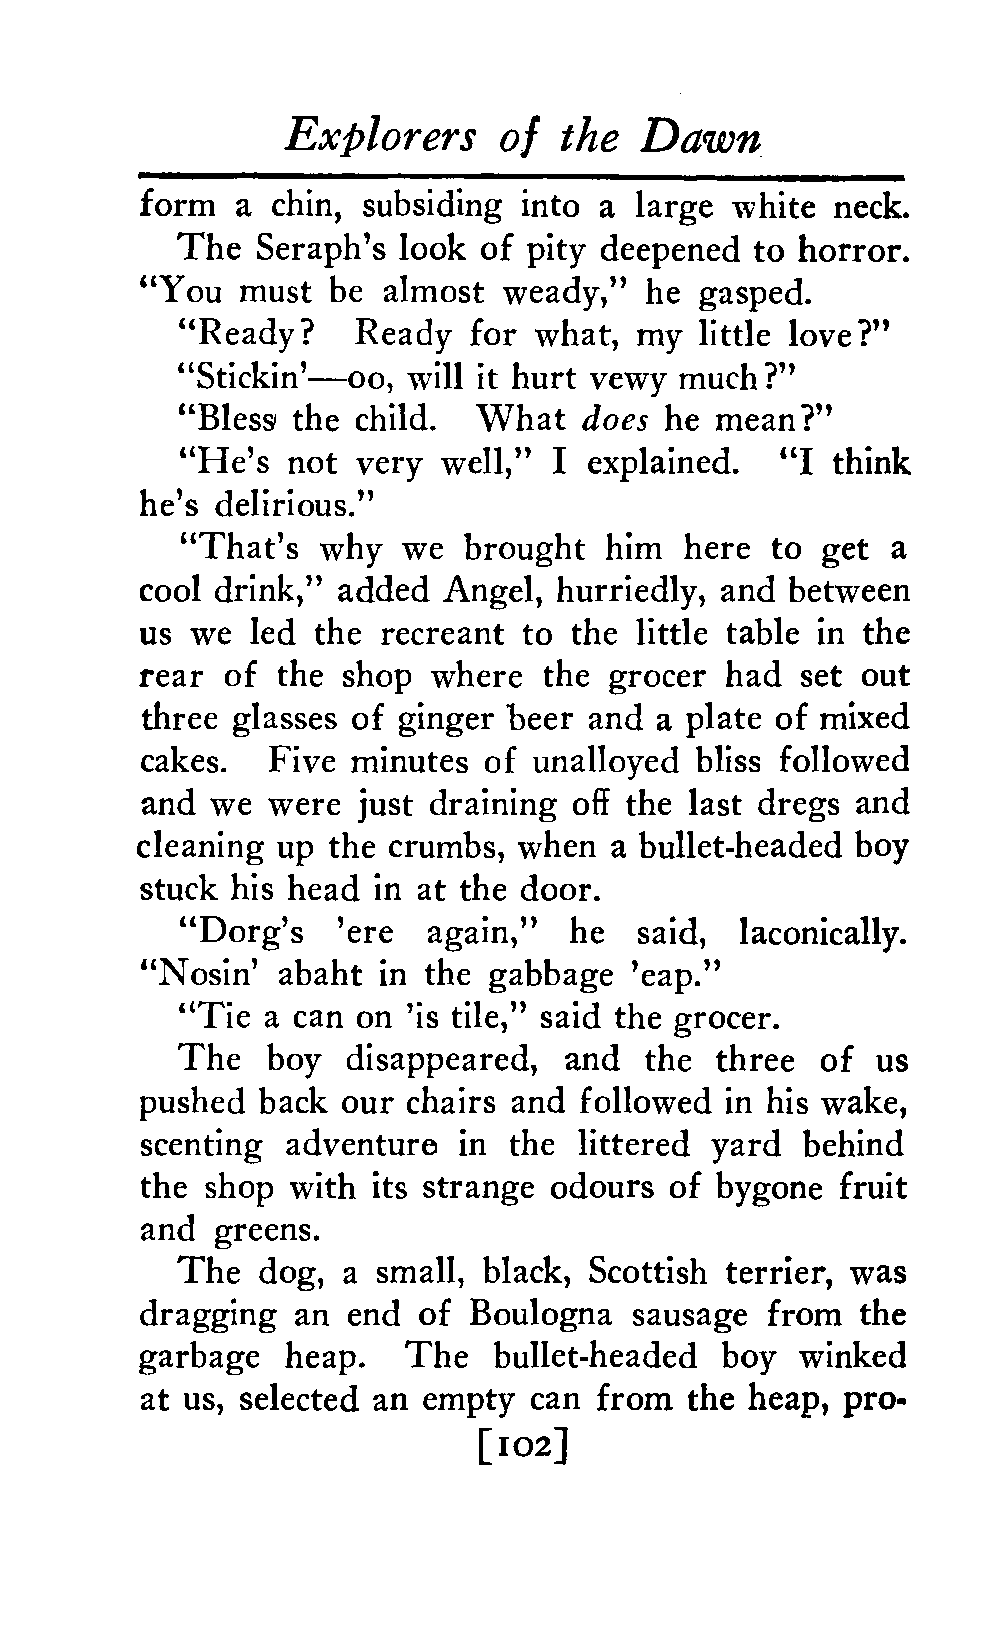 Explorers of the Dawn
form a chin, subsiding into a large white neck.
The Seraph's look of pity deepened to horror.
"You must be almost weady," he gasped.
"Ready? Ready for what, my little love?"
"Stickin'—oo, will it hurt vewy much?"
"Bless the child. What does he mean?"
"He's not very well," I explained. "I think
he's delirious."
"That's why we brought him here to get a
cool drink," added Angel, hurriedly, and between
us we led the recreant to the little table in the
rear of the shop where the grocer had set out
three glasses of ginger beer and a plate of mixed
cakes. Five minutes of unalloyed bliss followed
and we were just draining off the last dregs and
cleaning up the crumbs, when a bullet-headed boy
stuck his head in at the door.
"Dorg's 'ere again," he said, laconically.
"Nosin' abaht in the gabbage 'eap."
"Tie a can on 'is tile," said the grocer.
The boy disappeared, and the three of us
pushed back our chairs and followed in his wake,
scenting adventure in the littered yard behind
the shop with its strange odours of bygone fruit
and greens.
The dog, a small, black, Scottish terrier, was
dragging an end of Boulogna sausage from the
garbage heap. The bullet-headed boy winked
at us, selected an empty can from the heap, pro-
[102]